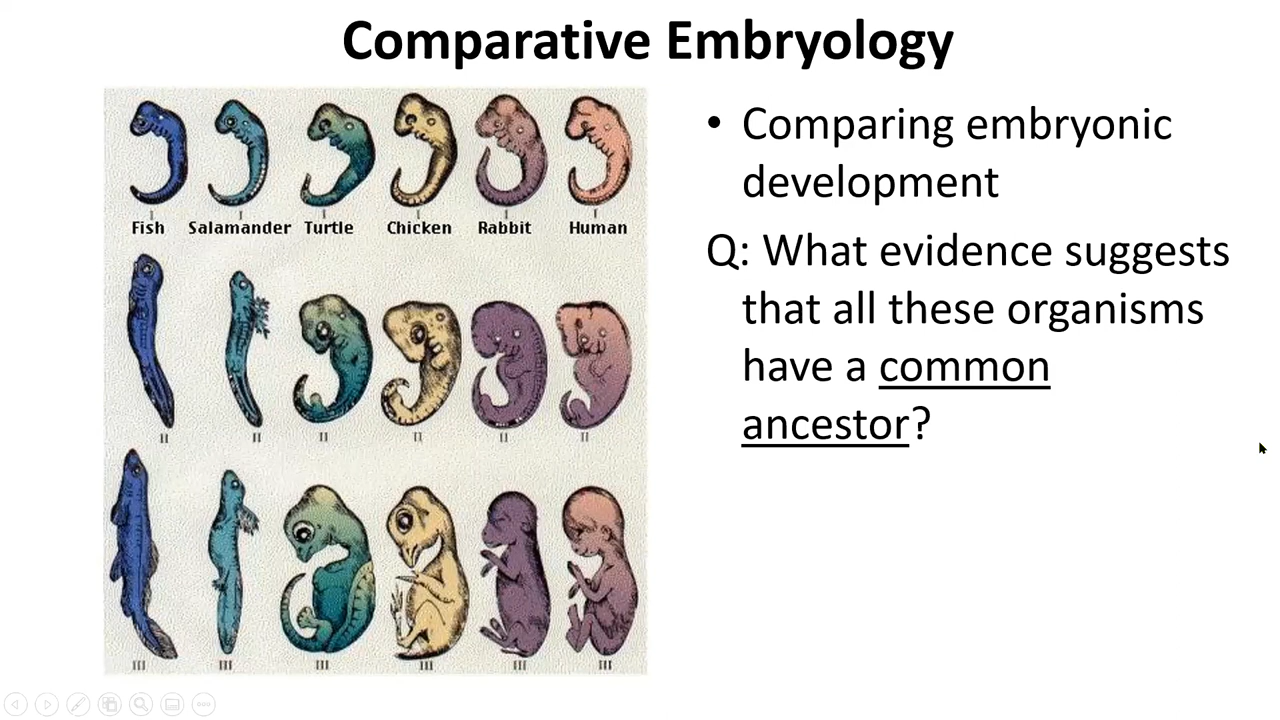 Comparative Embryology
• Comparing embryonic
development
Q: What evidence suggests
that all these organisms
have a common
ancestor?
I I I I I I
Fish Salamander Turtle Chicken Rabbit Human
II II II II II II
III III III III III III